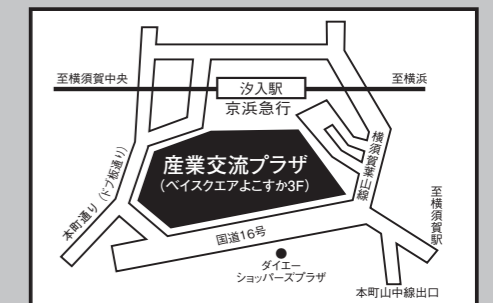 至横須賀中央
汐入駅
至横浜
京浜急行
産業交流プラザ
(ベイスクエアよこすか3F)
横須賀葉山線
本町通り(ドブ板通り)
至横須賀駅
国道16号
ダイエー
ショッパーズプラザ
本町山中線出口